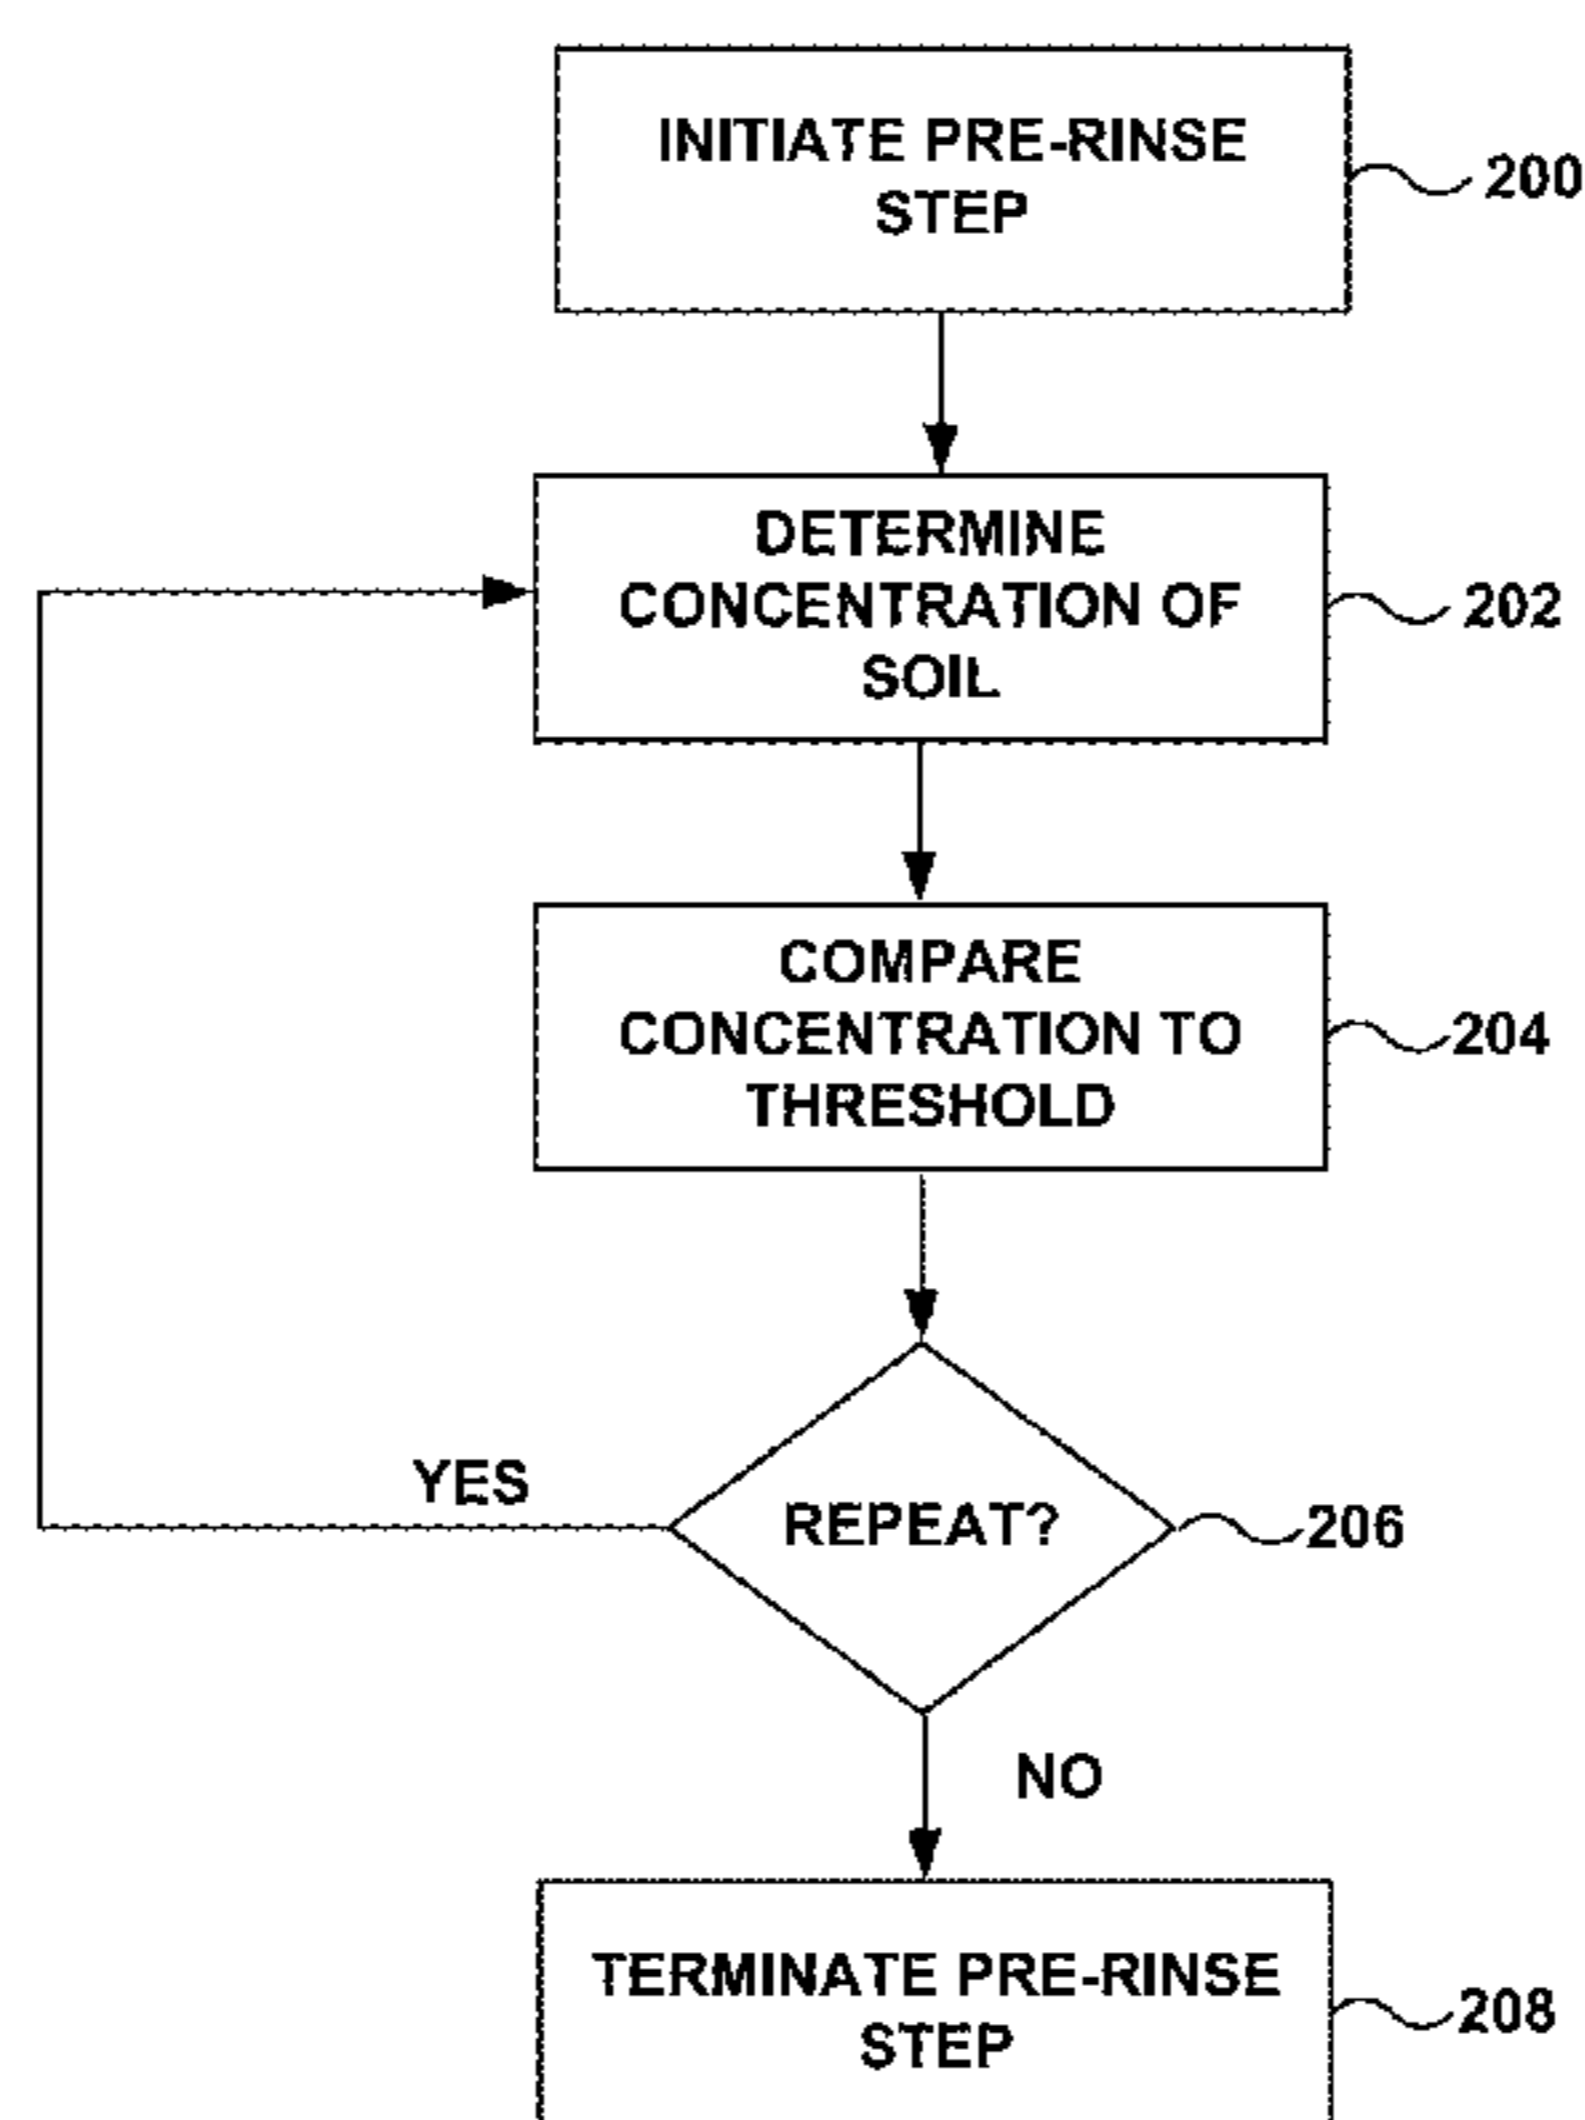 INITIATE PRE-RINSE
STEP
200
DETERMINE
CONCENTRATION OF
SOIL
202
COMPARE
CONCENTRATION TO
THRESHOLD
204
YES
REPEAT?
206
NO
TERMINATE PRE-RINSE
STEP
208